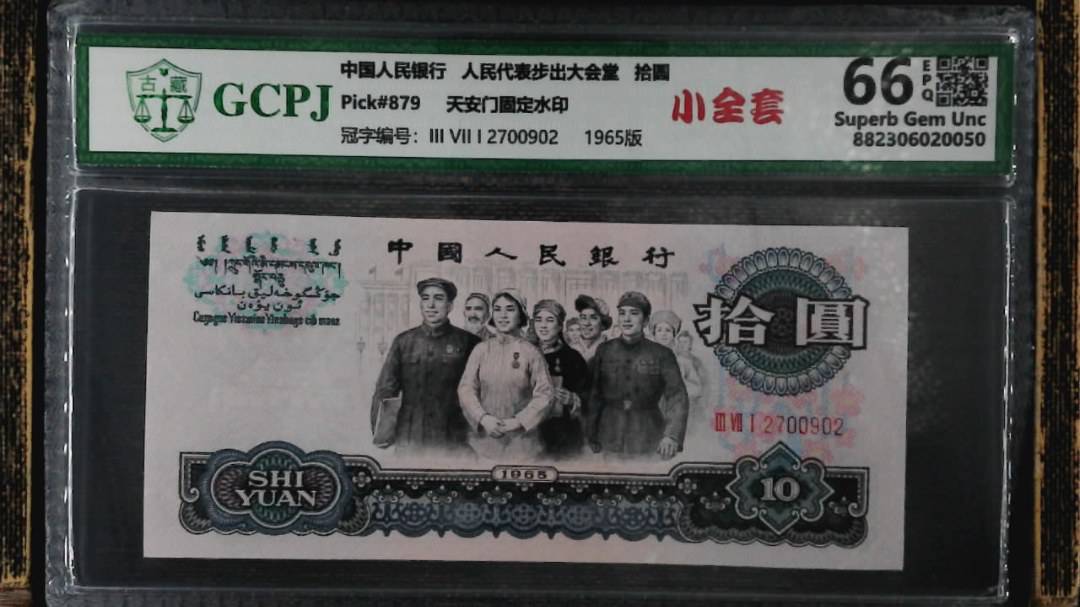 古 藏
GCPJ
中国人民银行 人民代表步出大会堂 拾圆
Pick#879 天安门固定水印
冠字编号: III VII I 2700902 1965版
小全套
66
EPQ
Superb Gem Unc
882306020050
中國人民銀行
拾圓
III VII I 2700902
1965
SHI
YUAN
10